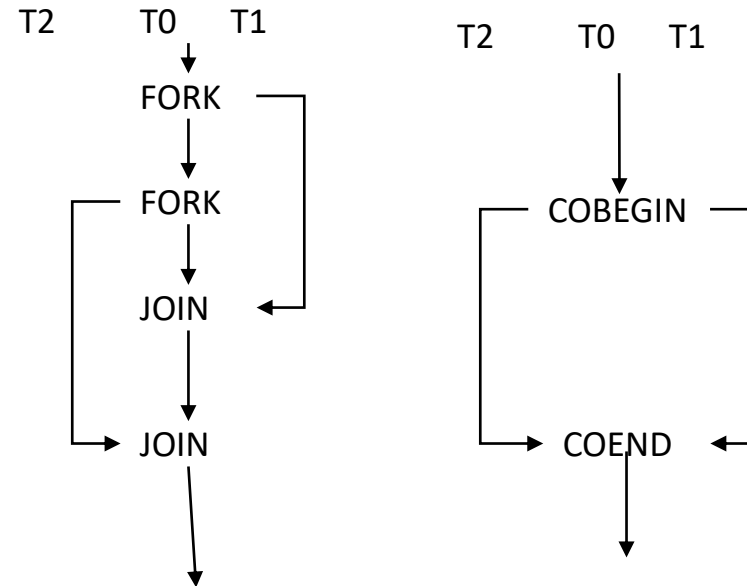 T2 T0 T1
FORK
FORK
JOIN
JOIN
T2 T0 T1
COBEGIN
COEND